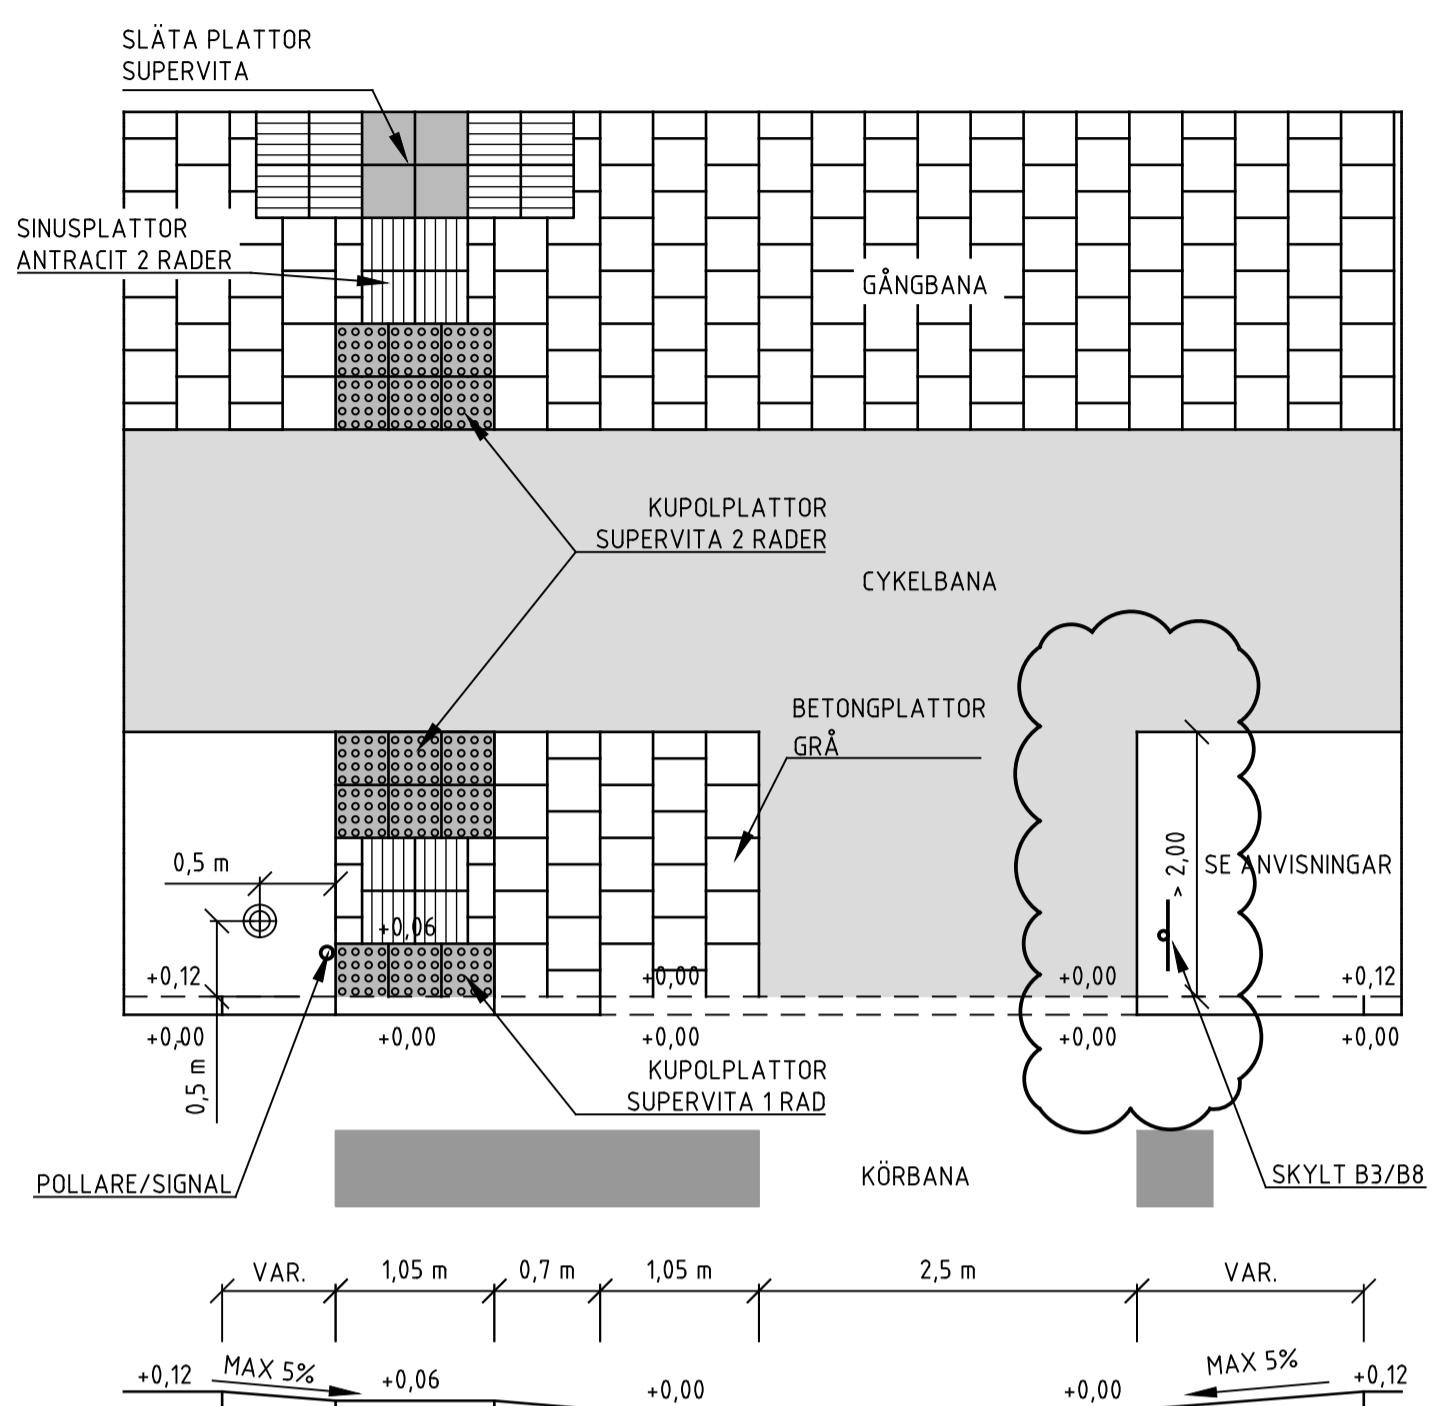 SLÄTA PLATTOR
SUPERVITA
SINUSPLATTOR
ANTRACIT 2 RADER
GÅNGBANA
KUPOLPLATTOR
SUPERVITA 2 RADER
CYKELBANA
BETONGPLATTOR
GRÅ
0,5 m
> 2,00
SE ANVISNINGAR
+0,06
+0,12
+0,00
+0,00
+0,12
+0,00
+0,00
+0,00
+0,00
+0,00
0,5 m
KUPOLPLATTOR
SUPERVITA 1 RAD
POLLARE/SIGNAL
KÖRBANA
SKYLT B3/B8
VAR.
1,05 m
0,7 m
1,05 m
2,5 m
VAR.
+0,12
MAX 5%
+0,06
+0,00
+0,00
MAX 5%
+0,12